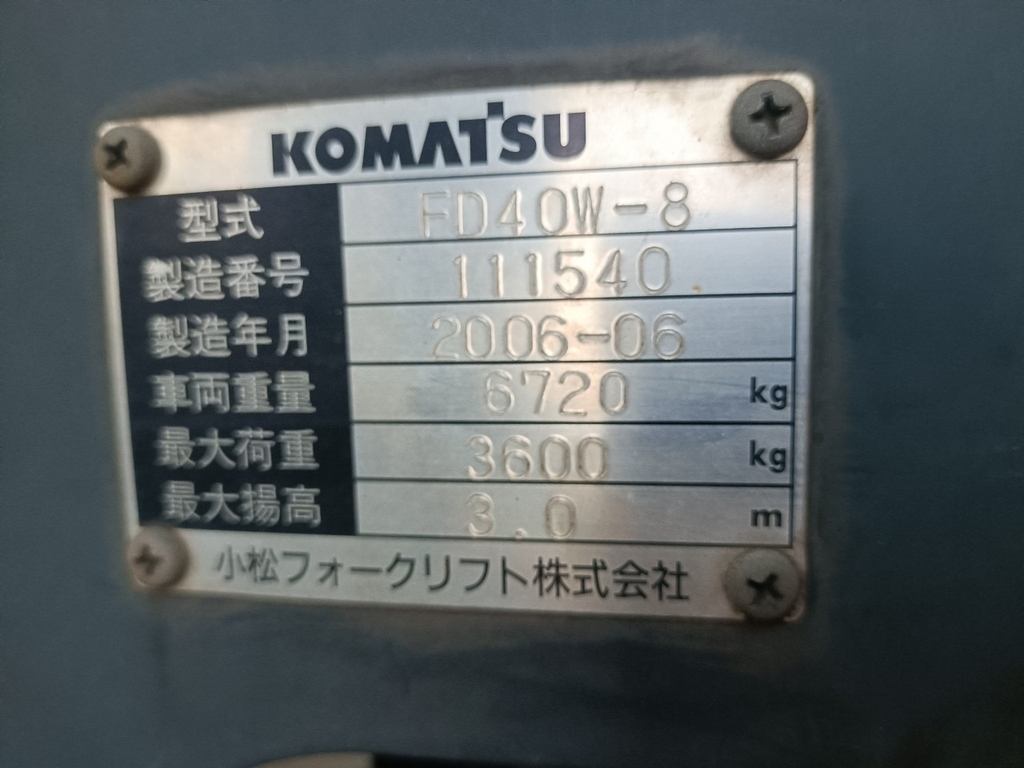 KOMATSU
型式 FD40W-8
製造番号 111540
製造年月 2006-06
車両重量 6720 kg
最大荷重 3600 kg
最大揚高 3.0 m
小松フォークリフト株式会社